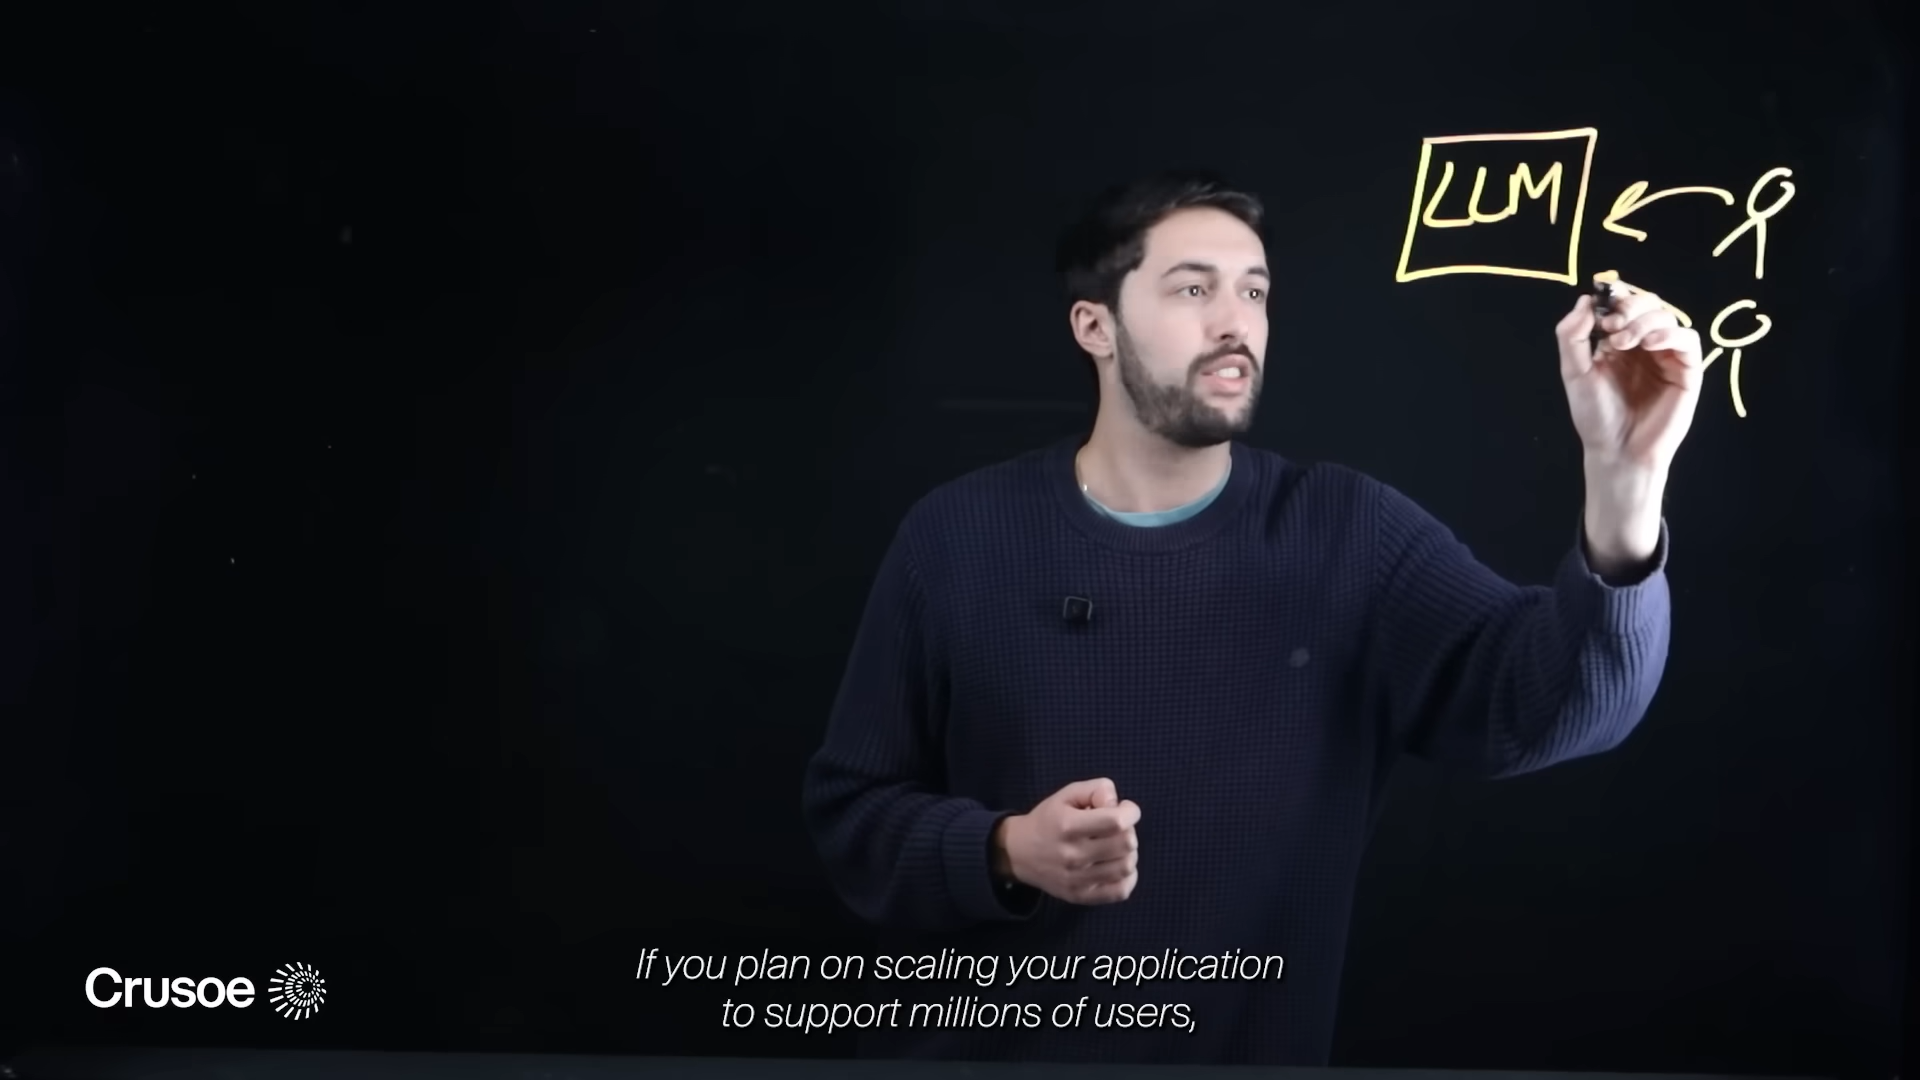 LLM
Crusoe
If you plan on scaling your application
to support millions of users,